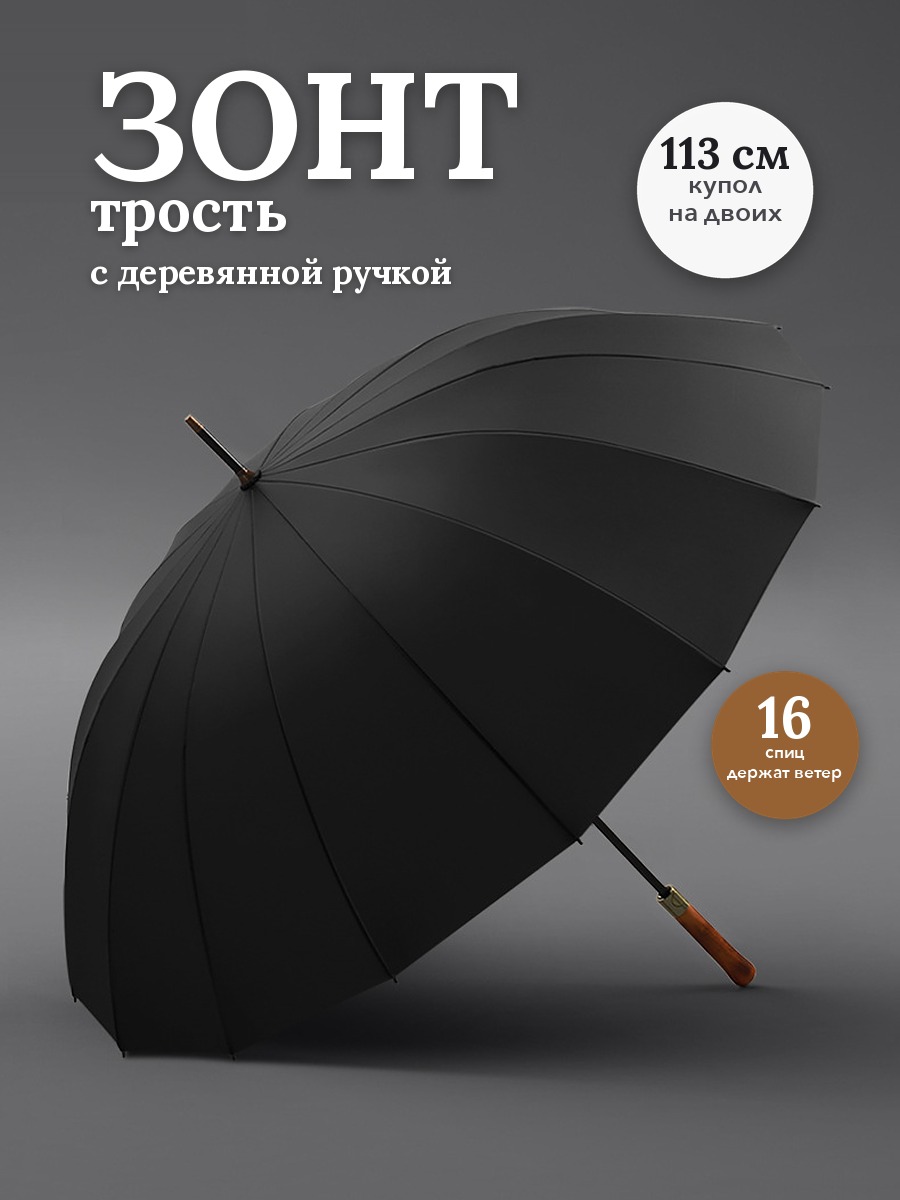 ЗОНТ
трость
с деревянной ручкой
113 см
купол
на двоих
16
спиц
держат ветер